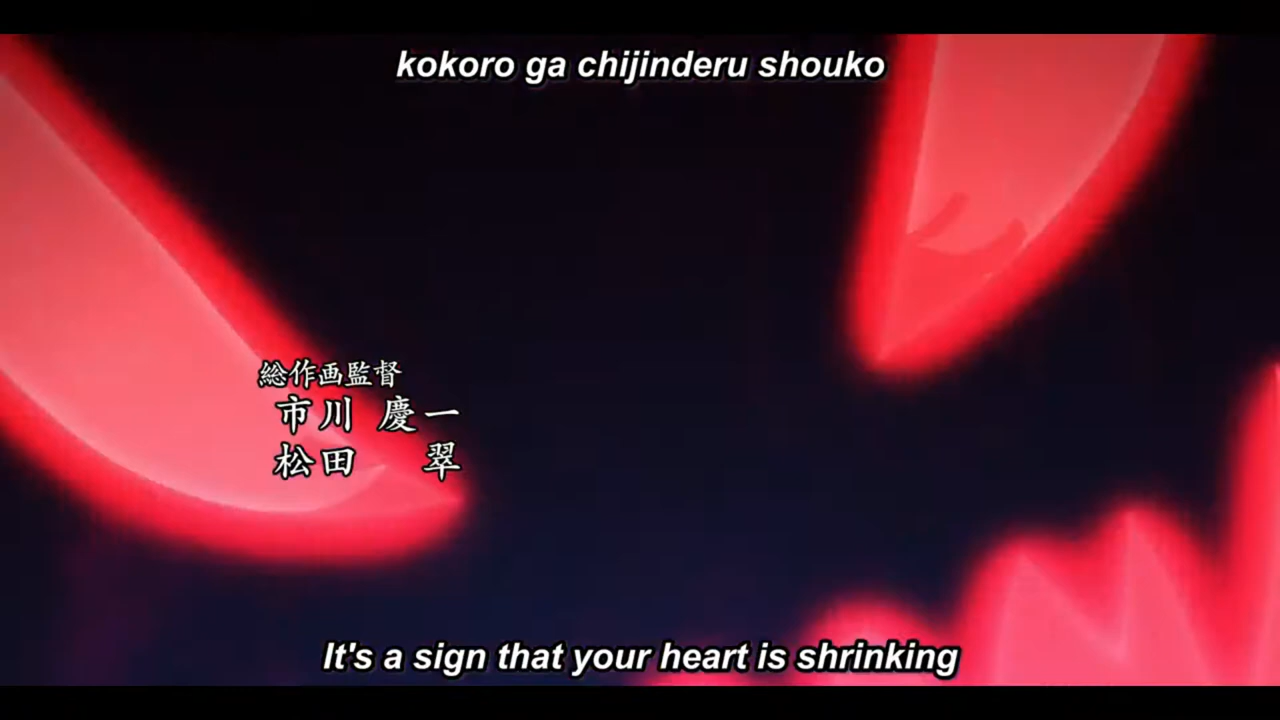 kokoro ga chijinderu shouko
総作画監督
市川 慶一
松田 翠
It's a sign that your heart is shrinking